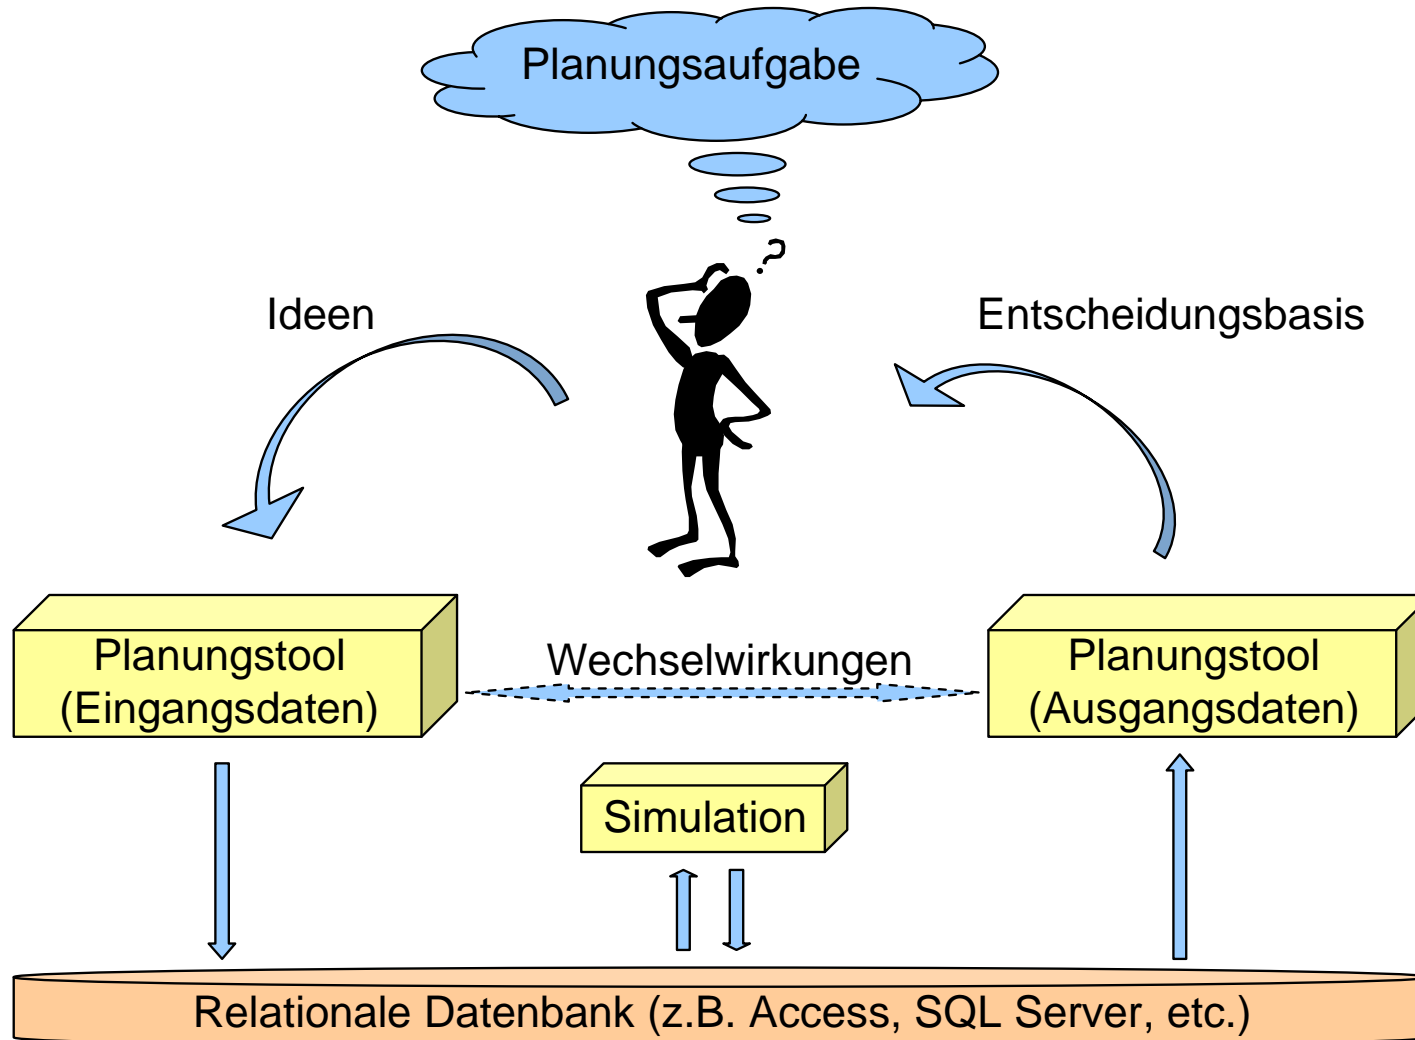 Planungsaufgabe
?
Ideen
Entscheidungsbasis
Planungstool
(Eingangsdaten)
Wechselwirkungen
Planungstool
(Ausgangsdaten)
Simulation
Relationale Datenbank (z.B. Access, SQL Server, etc.)